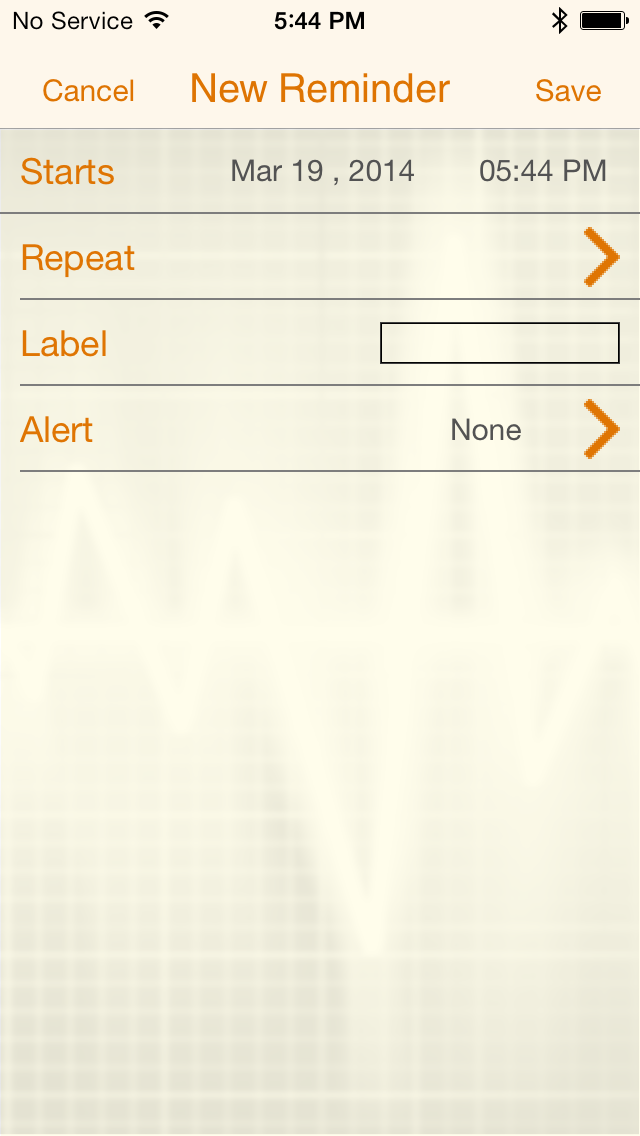 No Service 5:44 PM
Cancel New Reminder Save
Starts Mar 19 , 2014 05:44 PM
Repeat
Label
Alert None